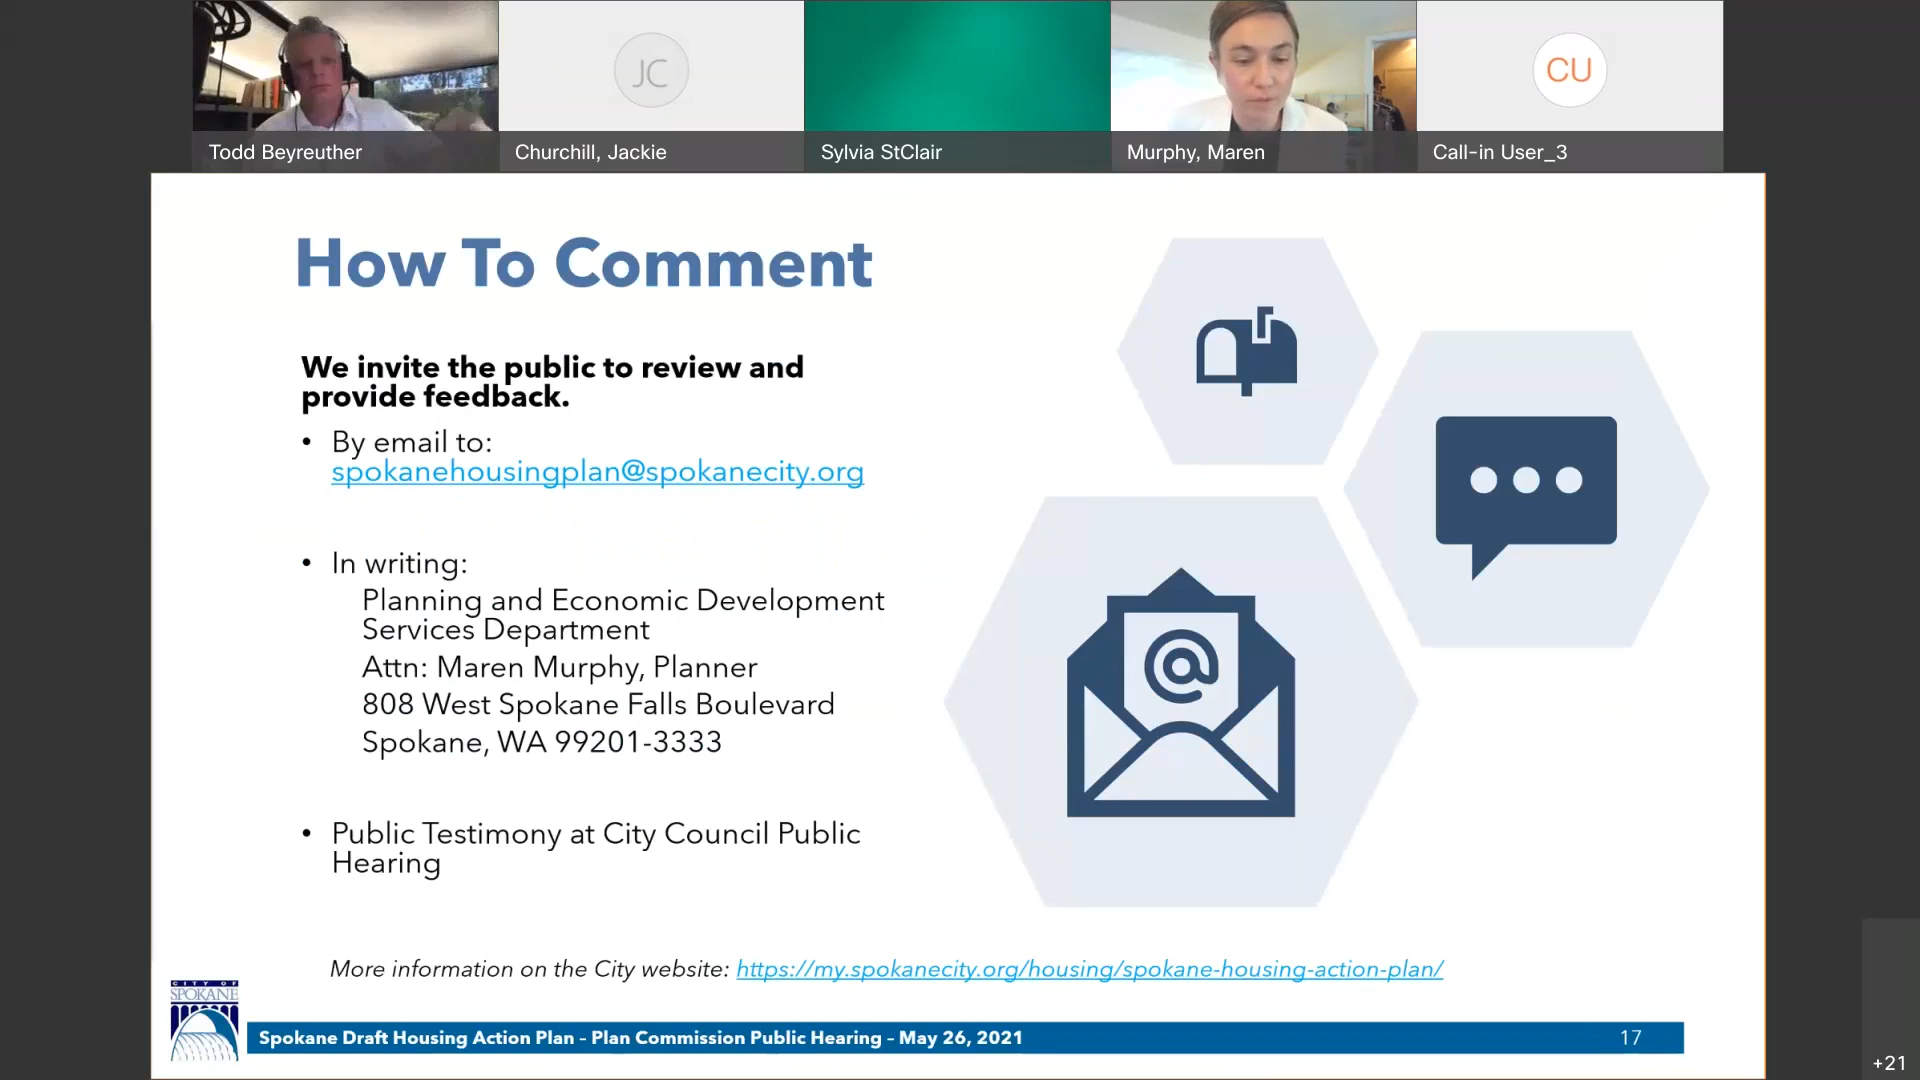 JC
CU
Todd Beyreuther
Churchill, Jackie
Sylvia StClair
Murphy, Maren
Call-in User_3
How To Comment
We invite the public to review and
provide feedback.
• By email to:
spokanehousingplan@spokanecity.org
• In writing:
Planning and Economic Development
Services Department
Attn: Maren Murphy, Planner
808 West Spokane Falls Boulevard
Spokane, WA 99201-3333
• Public Testimony at City Council Public
Hearing
@
More information on the City website: https://my.spokanecity.org/housing/spokane-housing-action-plan/
CITY OF
SPOKANE
Spokane Draft Housing Action Plan – Plan Commission Public Hearing – May 26, 2021
17
+21